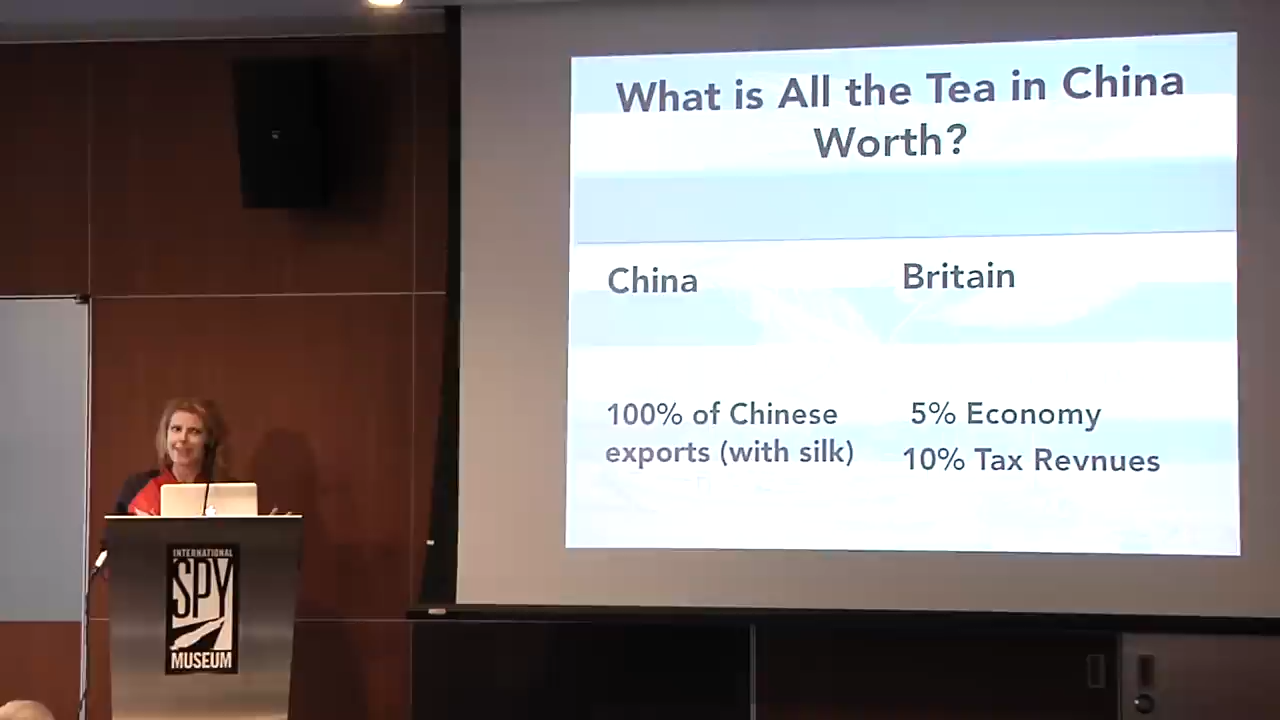 What is All the Tea in China
Worth?
China
Britain
100% of Chinese
exports (with silk)
5% Economy
10% Tax Revnues
INTERNATIONAL
SPY
MUSEUM